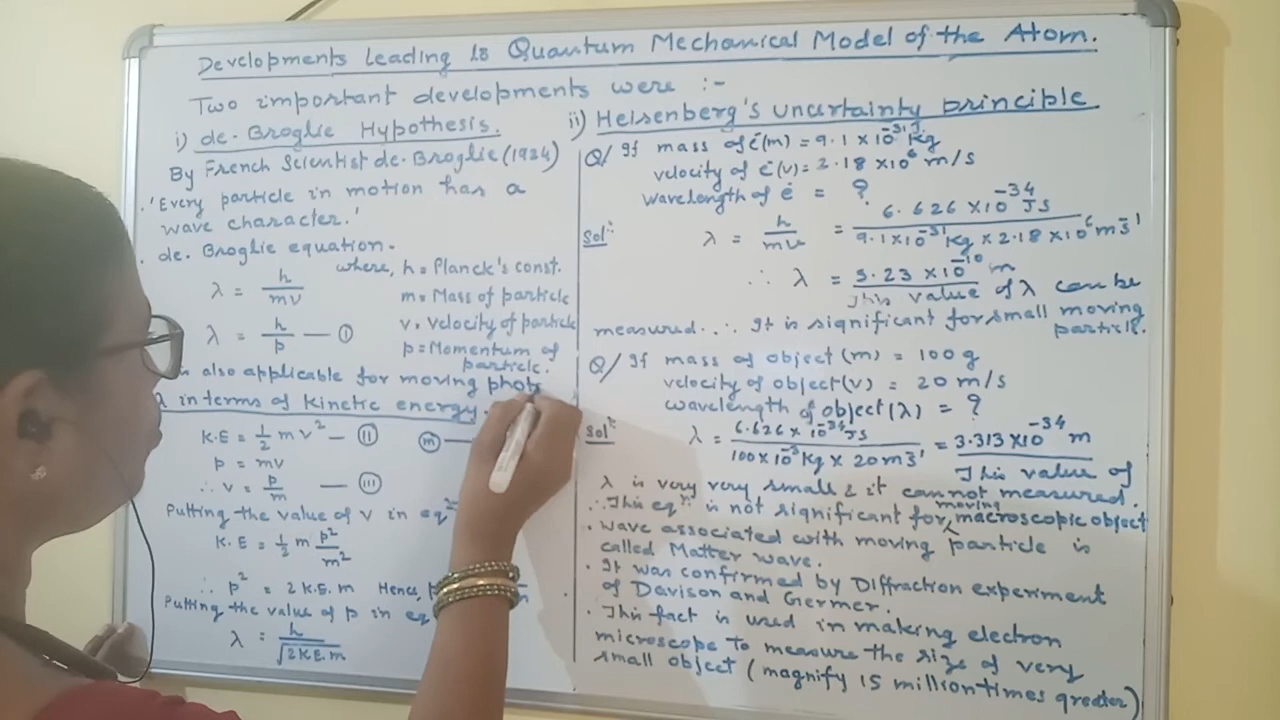 Developments Leading to Quantum Mechanical Model of the Atom.
Two important developments were :-
i) de-Broglie Hypothesis.
By French Scientist de-Broglie (1924)
. 'Every particle in motion has a
wave character.'
. de-Broglie equation.
λ = h/mv
where, h = Planck's const.
m = Mass of particle
v = Velocity of particle
p = Momentum of
particle.
λ = h/p — (I)
also applicable for moving phot
λ in terms of kinetic energy.
K.E = 1/2 m v² — (II)
(m) —
p = mv
∴ v = p/m — (III)
Putting the value of v in eqⁿ
K.E = 1/2 m p²/m²
∴ p² = 2 K.E. m Hence,
Putting the value of p in eq
λ = h/√2KE.m
ii) Heisenberg's uncertainty principle
Q/ If mass of e⁻(m) = 9.1 × 10⁻³¹ Kg
velocity of e⁻(v) = 2.18 × 10⁶ m/s
wavelength of e⁻ = ?
Solⁿ: λ = h/mv = 6.626 × 10⁻³⁴ Js / 9.1 × 10⁻³¹ Kg × 2.18 × 10⁶ ms⁻¹
∴ λ = 3.23 × 10⁻¹⁰ m
This value of λ can be
measured. ∴ It is significant for small moving
particle.
Q/ If mass of object (m) = 100 g
velocity of object (v) = 20 m/s
wavelength of object (λ) = ?
Solⁿ: λ = 6.626 × 10⁻³⁴ Js / 100 × 10⁻³ Kg × 20 ms⁻¹ = 3.313 × 10⁻³⁴ m
This value of
λ is very very small & it cannot measured.
∴ This eqⁿ is not significant for moving macroscopic object
. Wave associated with moving particle is
called Matter wave.
. It was confirmed by Diffraction experiment
of Davison and Germer.
. This fact is used in making electron
microscope to measure the size of very
small object (magnify 15 million times greater)